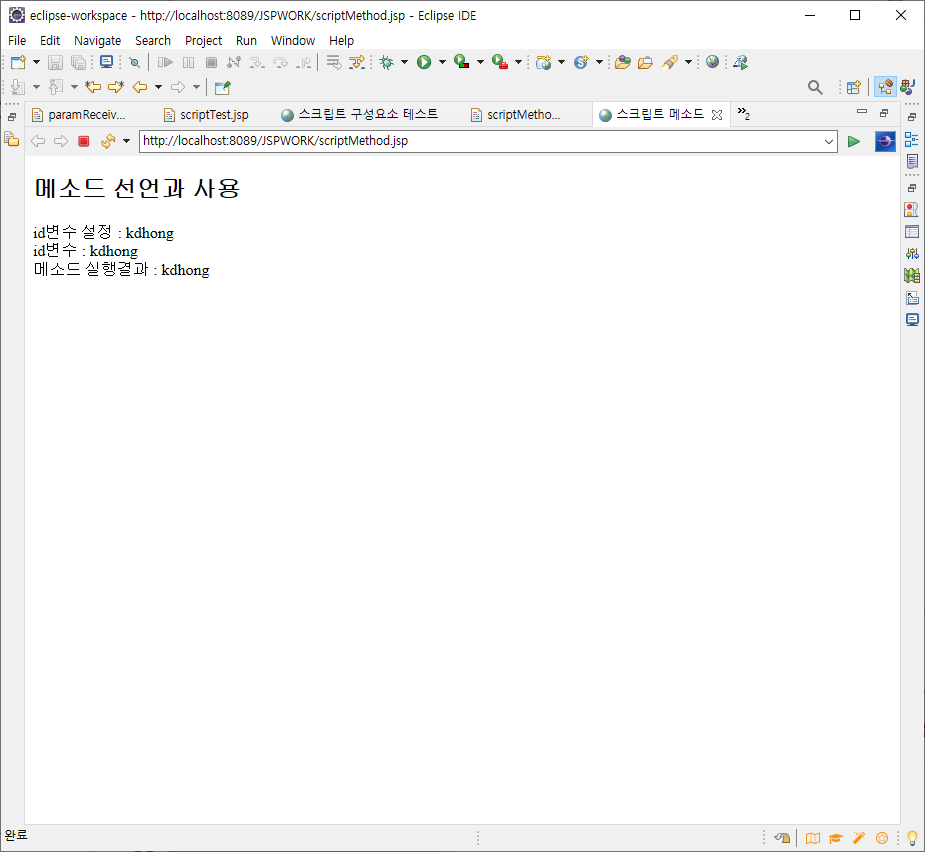 eclipse-workspace - http://localhost:8089/JSPWORK/scriptMethod.jsp - Eclipse IDE
File Edit Navigate Search Project Run Window Help
paramReceiv... scriptTest.jsp 스크립트 구성요소 테스트 scriptMetho... 스크립트 메소드 »2
http://localhost:8089/JSPWORK/scriptMethod.jsp
메소드 선언과 사용
id변수 설정 : kdhong
id변수 : kdhong
메소드 실행결과 : kdhong
완료